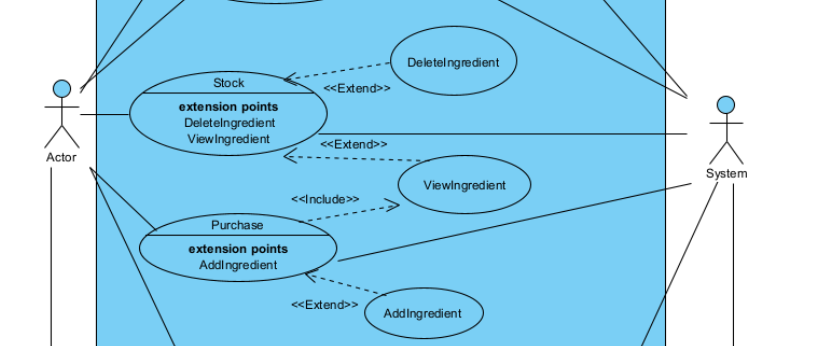 DeleteIngredient
Stock
<<Extend>>
extension points
DeleteIngredient
ViewIngredient
<<Extend>>
Actor
System
ViewIngredient
<<Include>>
Purchase
extension points
AddIngredient
<<Extend>>
AddIngredient